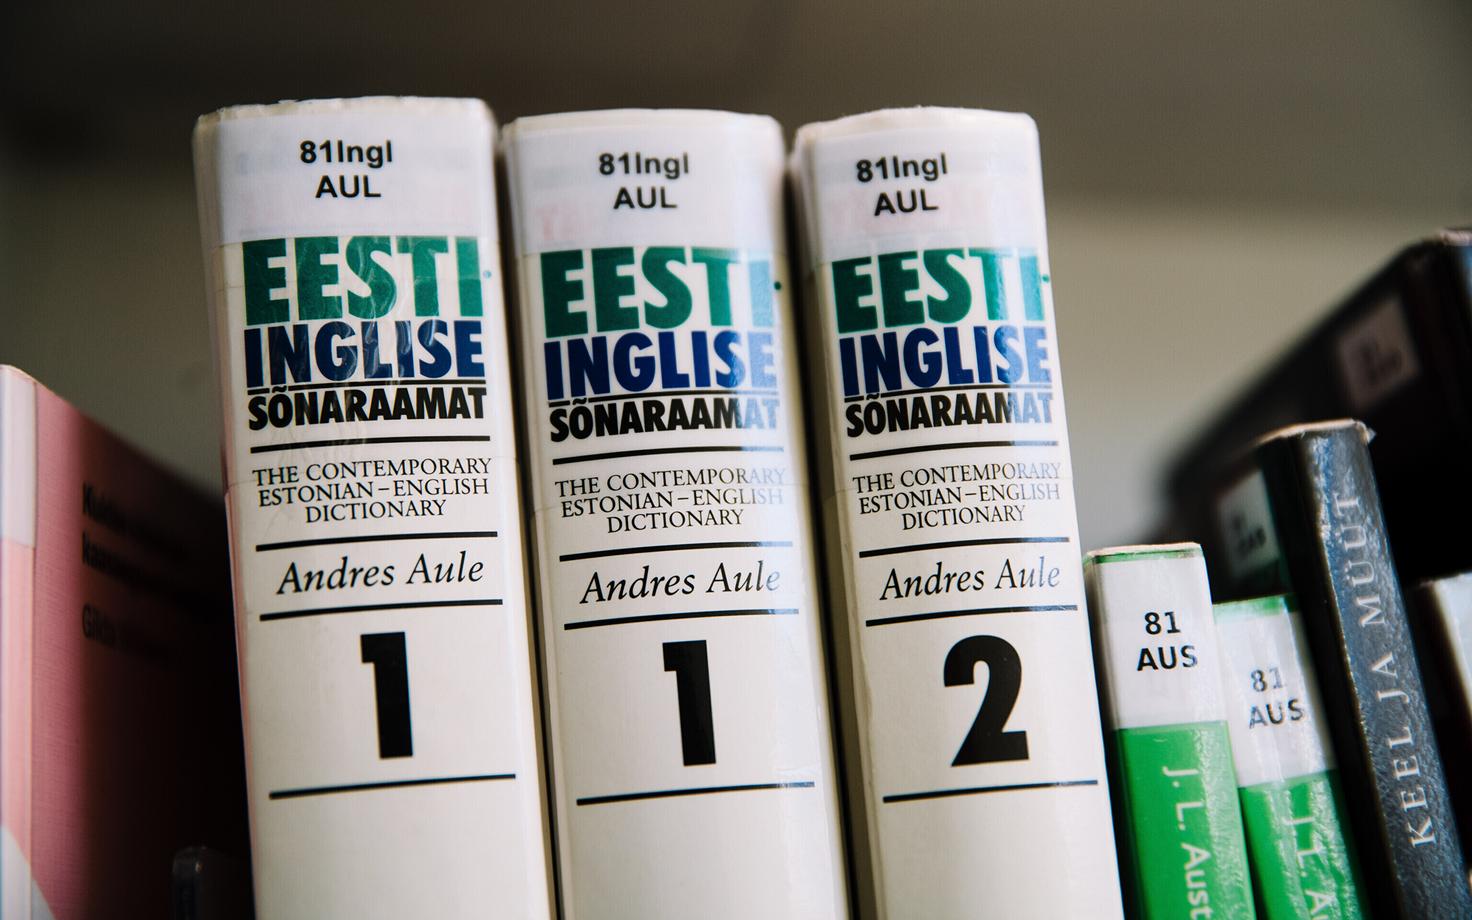 81Ingl
AUL
EESTI
INGLISE
SÕNARAAMAT
THE CONTEMPORARY
ESTONIAN–ENGLISH
DICTIONARY
Andres Aule
1
81Ingl
AUL
EESTI
INGLISE
SÕNARAAMAT
THE CONTEMPORARY
ESTONIAN–ENGLISH
DICTIONARY
Andres Aule
1
81Ingl
AUL
EESTI
INGLISE
SÕNARAAMAT
THE CONTEMPORARY
ESTONIAN–ENGLISH
DICTIONARY
Andres Aule
2
81
AUS
J. L. Aust
81
AUS
J. L. A
KEEL JA MUUT